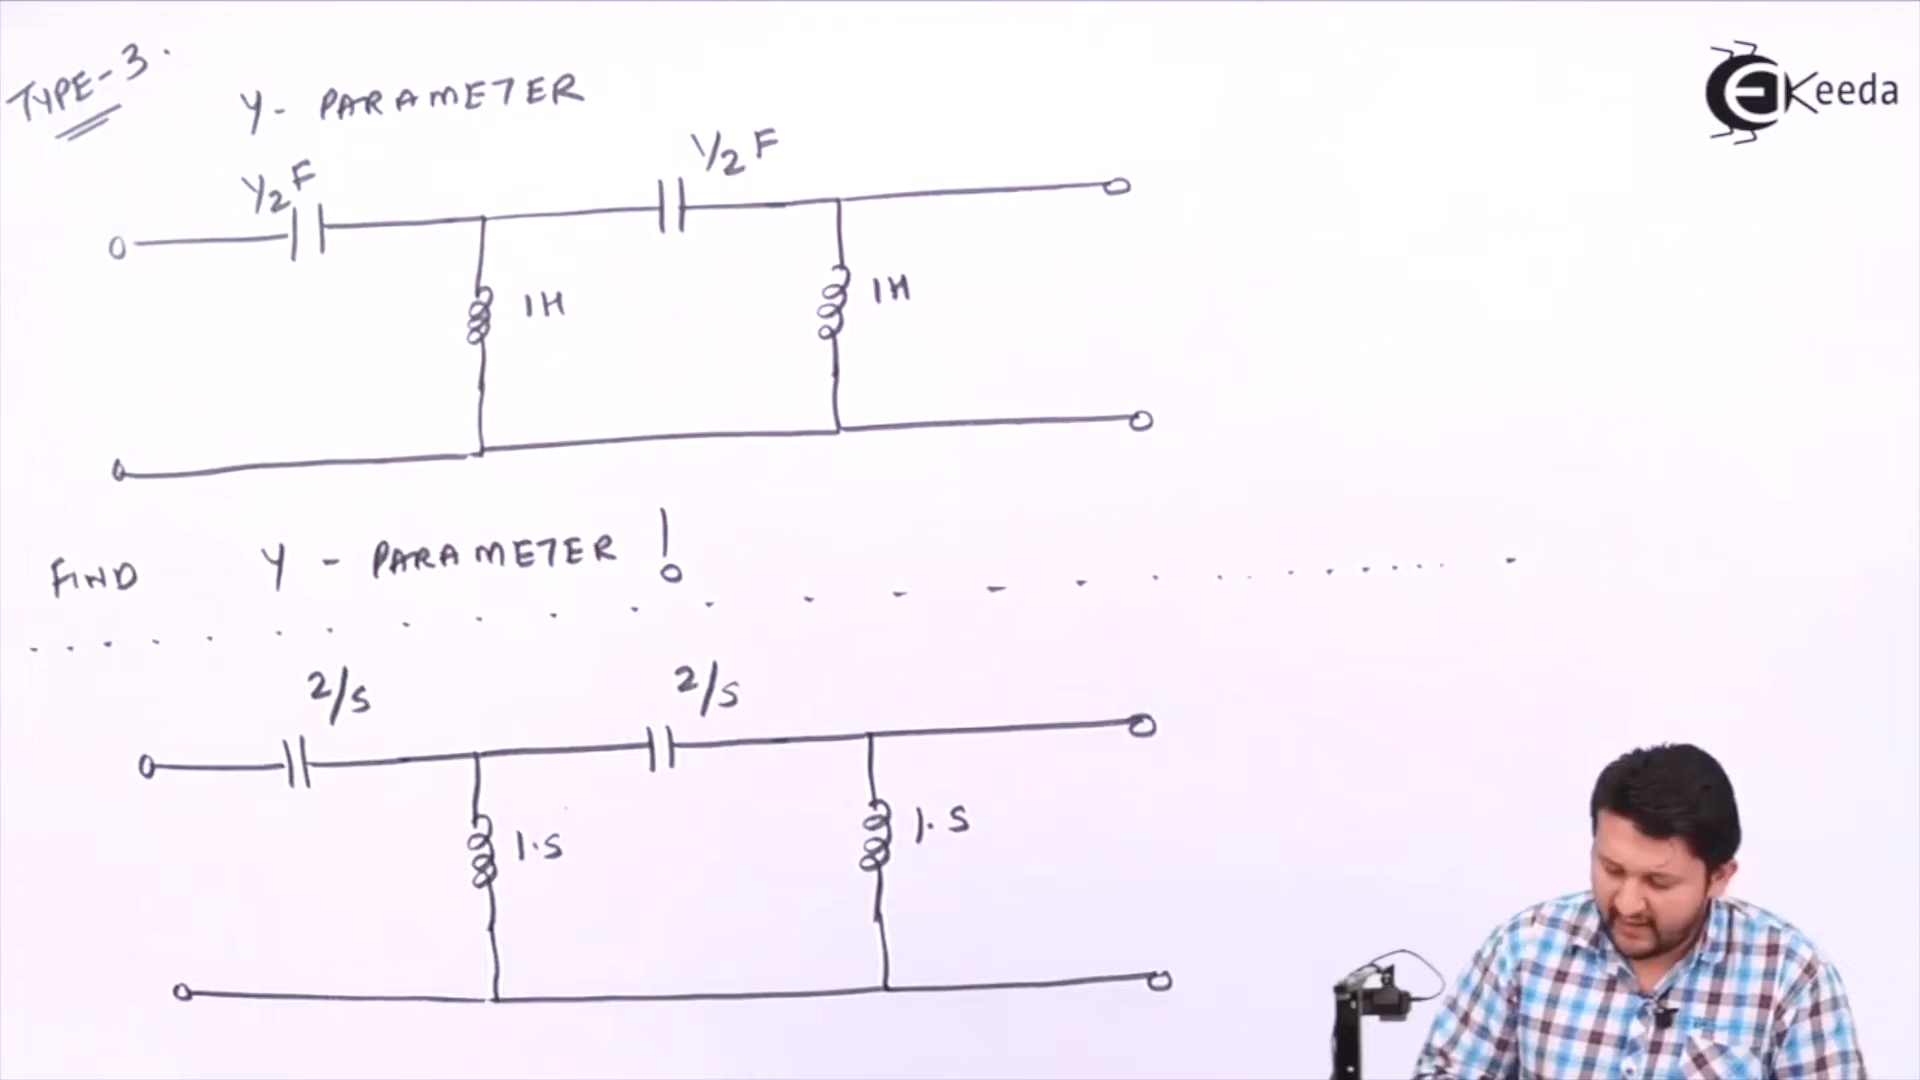 TYPE-3.
Keeda
Y - PARAMETER
1/2 F
1/2 F
1H
1H
FIND Y - PARAMETER !
2/s
2/s
1.s
1.s